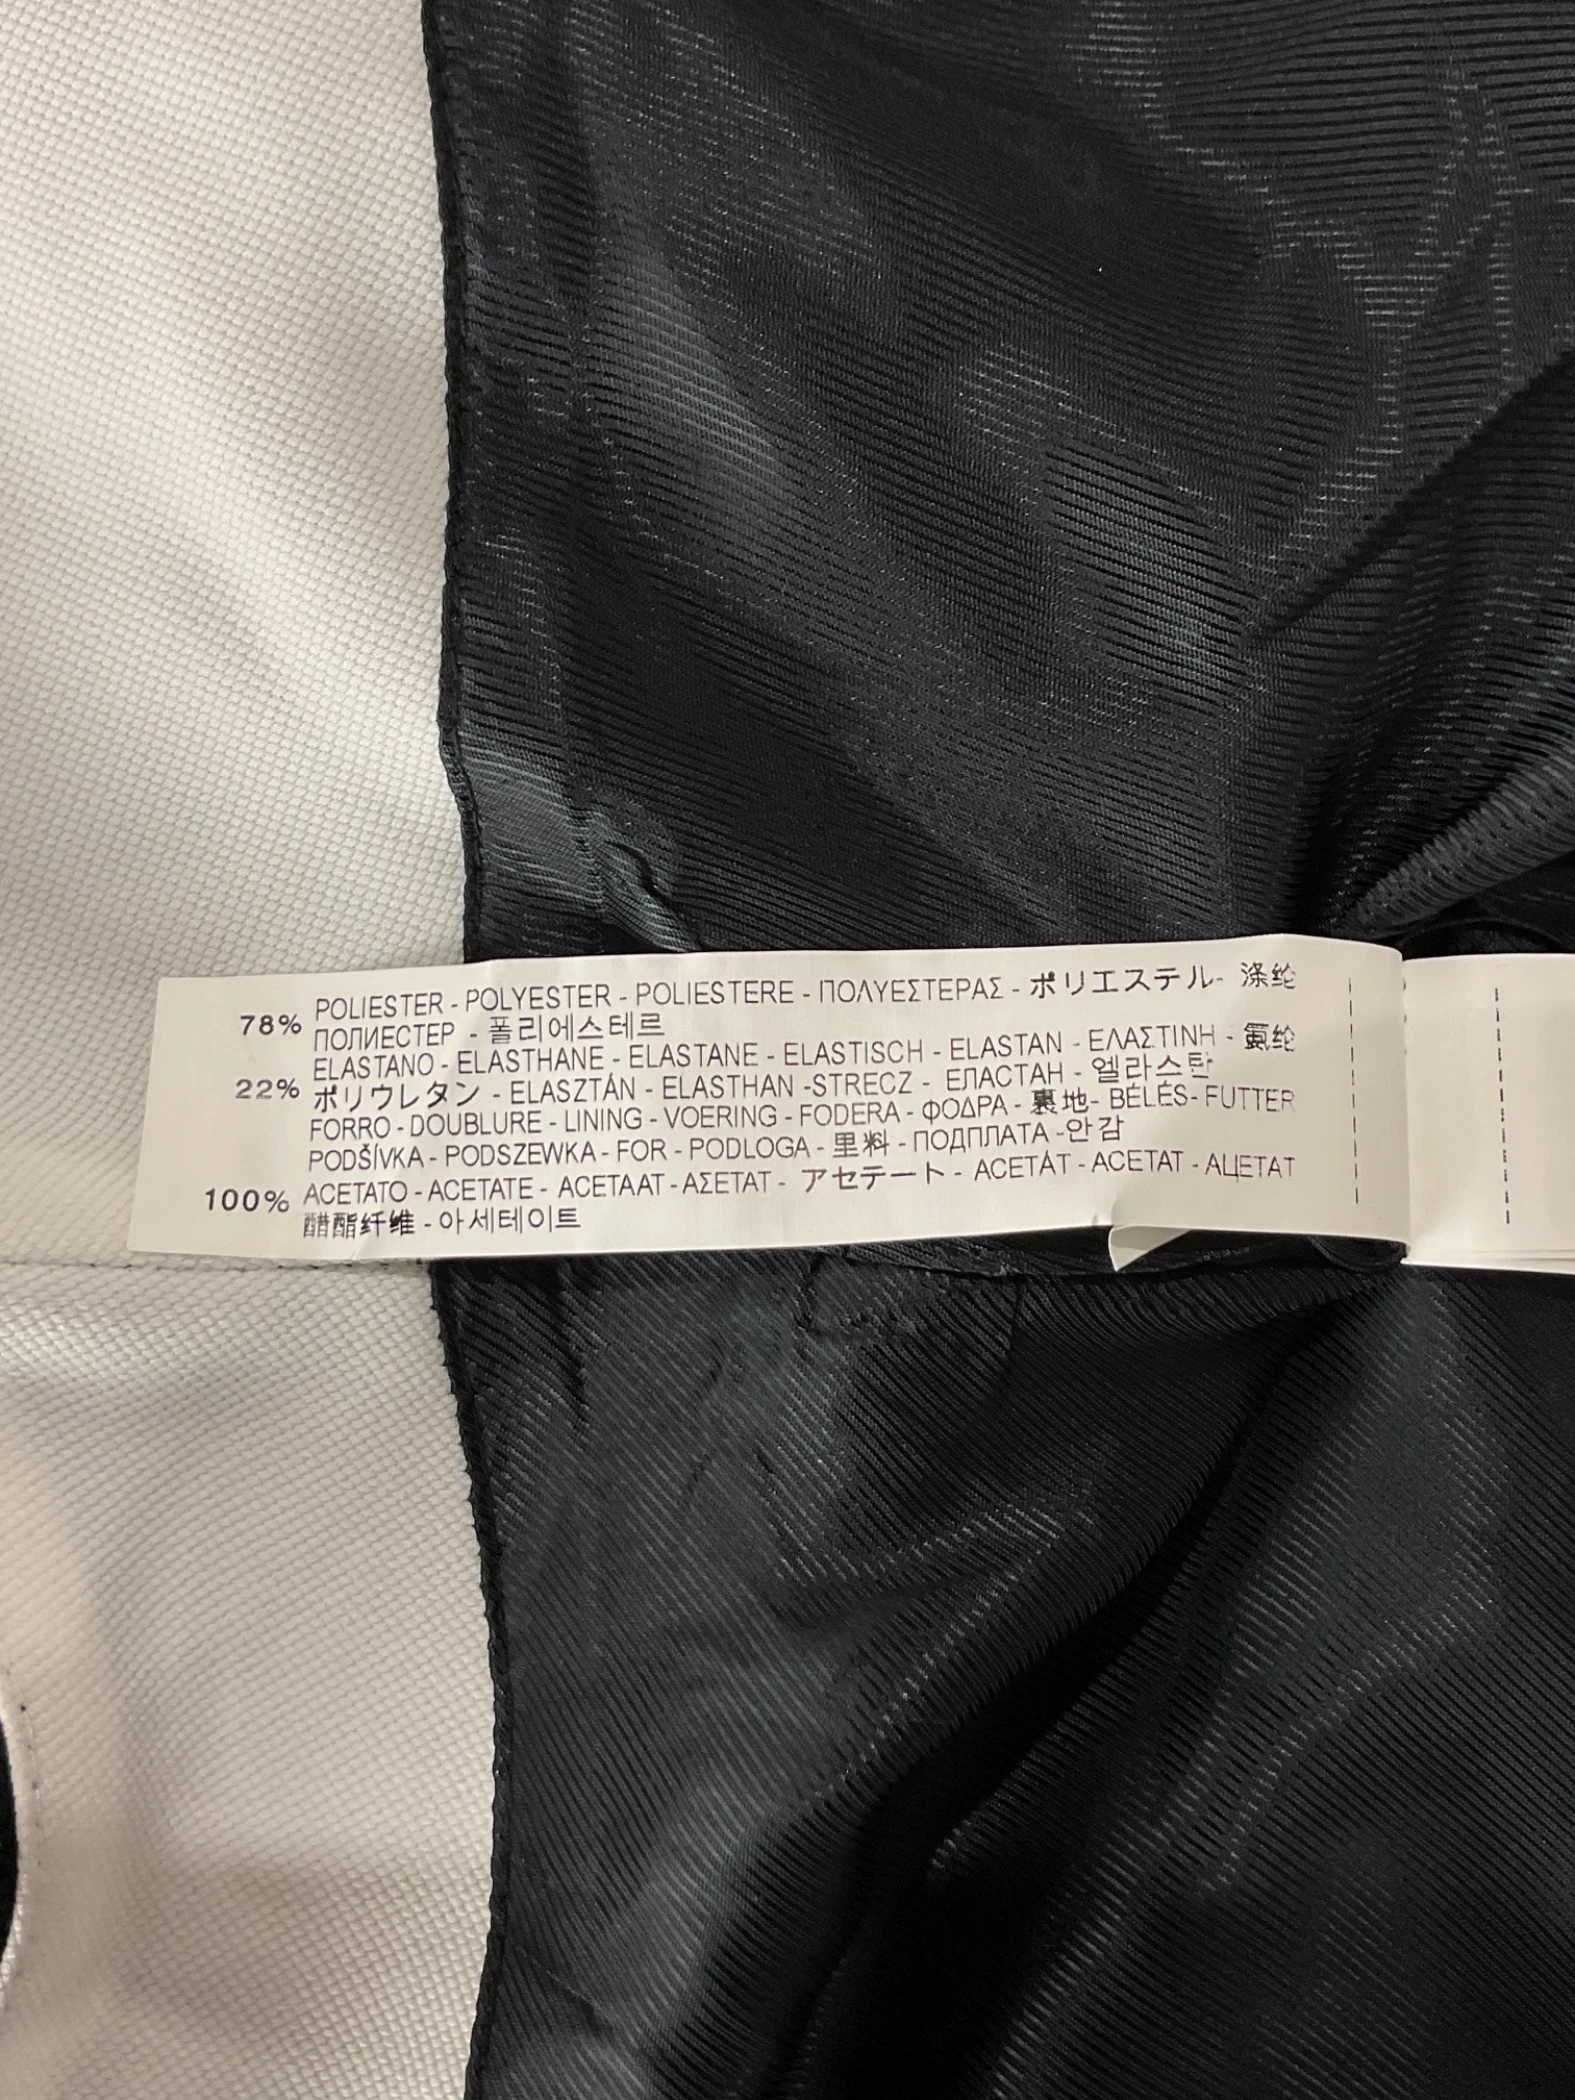 78% POLIESTER - POLYESTER - POLIESTERE - ΠΟΛΥΕΣΤΕΡΑΣ - ポリエステル- 涤纶
ПОЛИЕСТЕР - 폴리에스테르
22% ELASTANO - ELASTHANE - ELASTANE - ELASTISCH - ELASTAN - ΕΛΑΣΤΙΝΗ - 氨纶
ポリウレタン - ELASZTÁN - ELASTHAN -STRECZ - ЕЛАСТАН - 엘라스탄
FORRO - DOUBLURE - LINING - VOERING - FODERA - ΦΟΔΡΑ - 裏地- BÉLÉS- FUTTER
PODŠÍVKA - PODSZEWKA - FOR - PODLOGA - 里料 - ПОДПЛАТА -안감
100% ACETATO - ACETATE - ACETAAT - ΑΣΕΤΑΤ - アセテート - ACETÁT - ACETAT - АЦЕТАТ
醋酯纤维 - 아세테이트